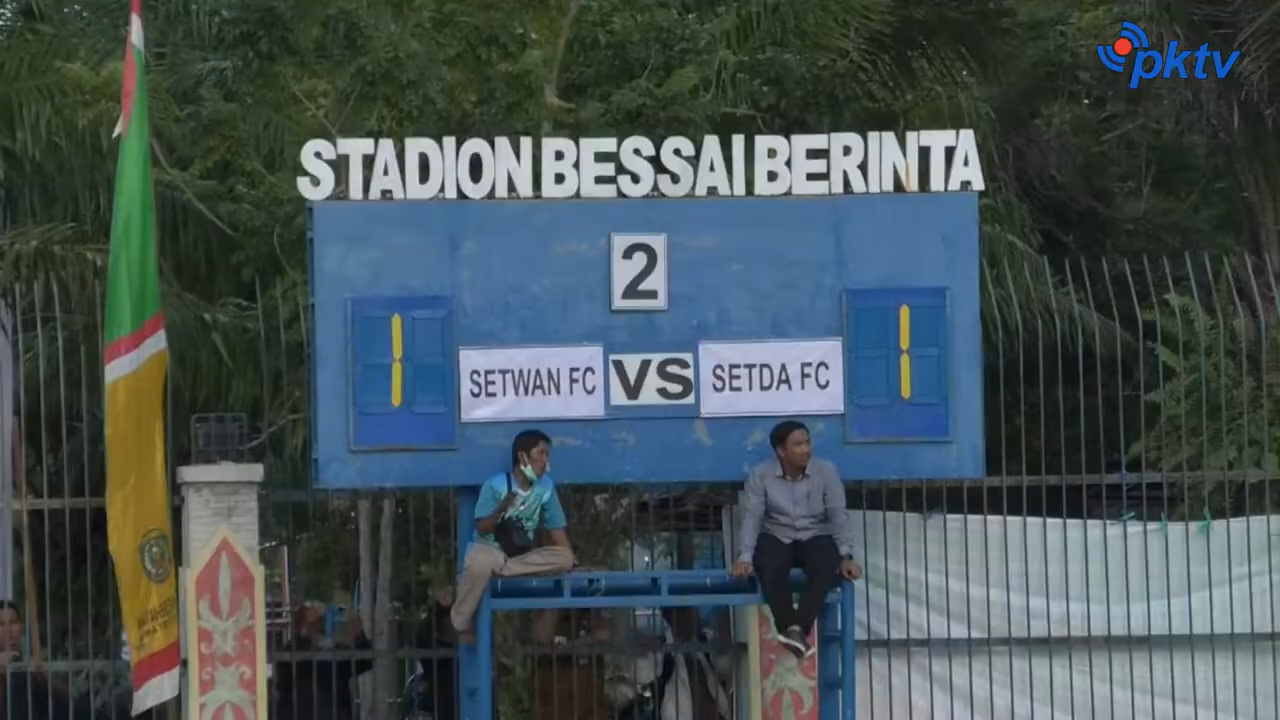 pktv
STADION BESSAI BERINTA
2
1 1
SETWAN FC VS SETDA FC